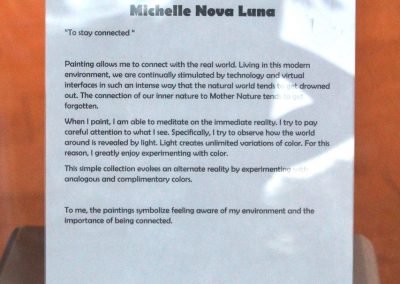 Michelle Nova Luna
"To stay connected "
Painting allows me to connect with the real world. Living in this modern
environment, we are continually stimulated by technology and virtual
interfaces in such an intense way that the natural world tends to get drowned
out. The connection of our inner nature to Mother Nature tends to get
forgotten.
When I paint, I am able to meditate on the immediate reality. I try to pay
careful attention to what I see. Specifically, I try to observe how the world
around is revealed by light. Light creates unlimited variations of color. For this
reason, I greatly enjoy experimenting with color.
This simple collection evolves an alternate reality by experimenting with
analogous and complimentary colors.
To me, the paintings symbolize feeling aware of my environment and the
importance of being connected.